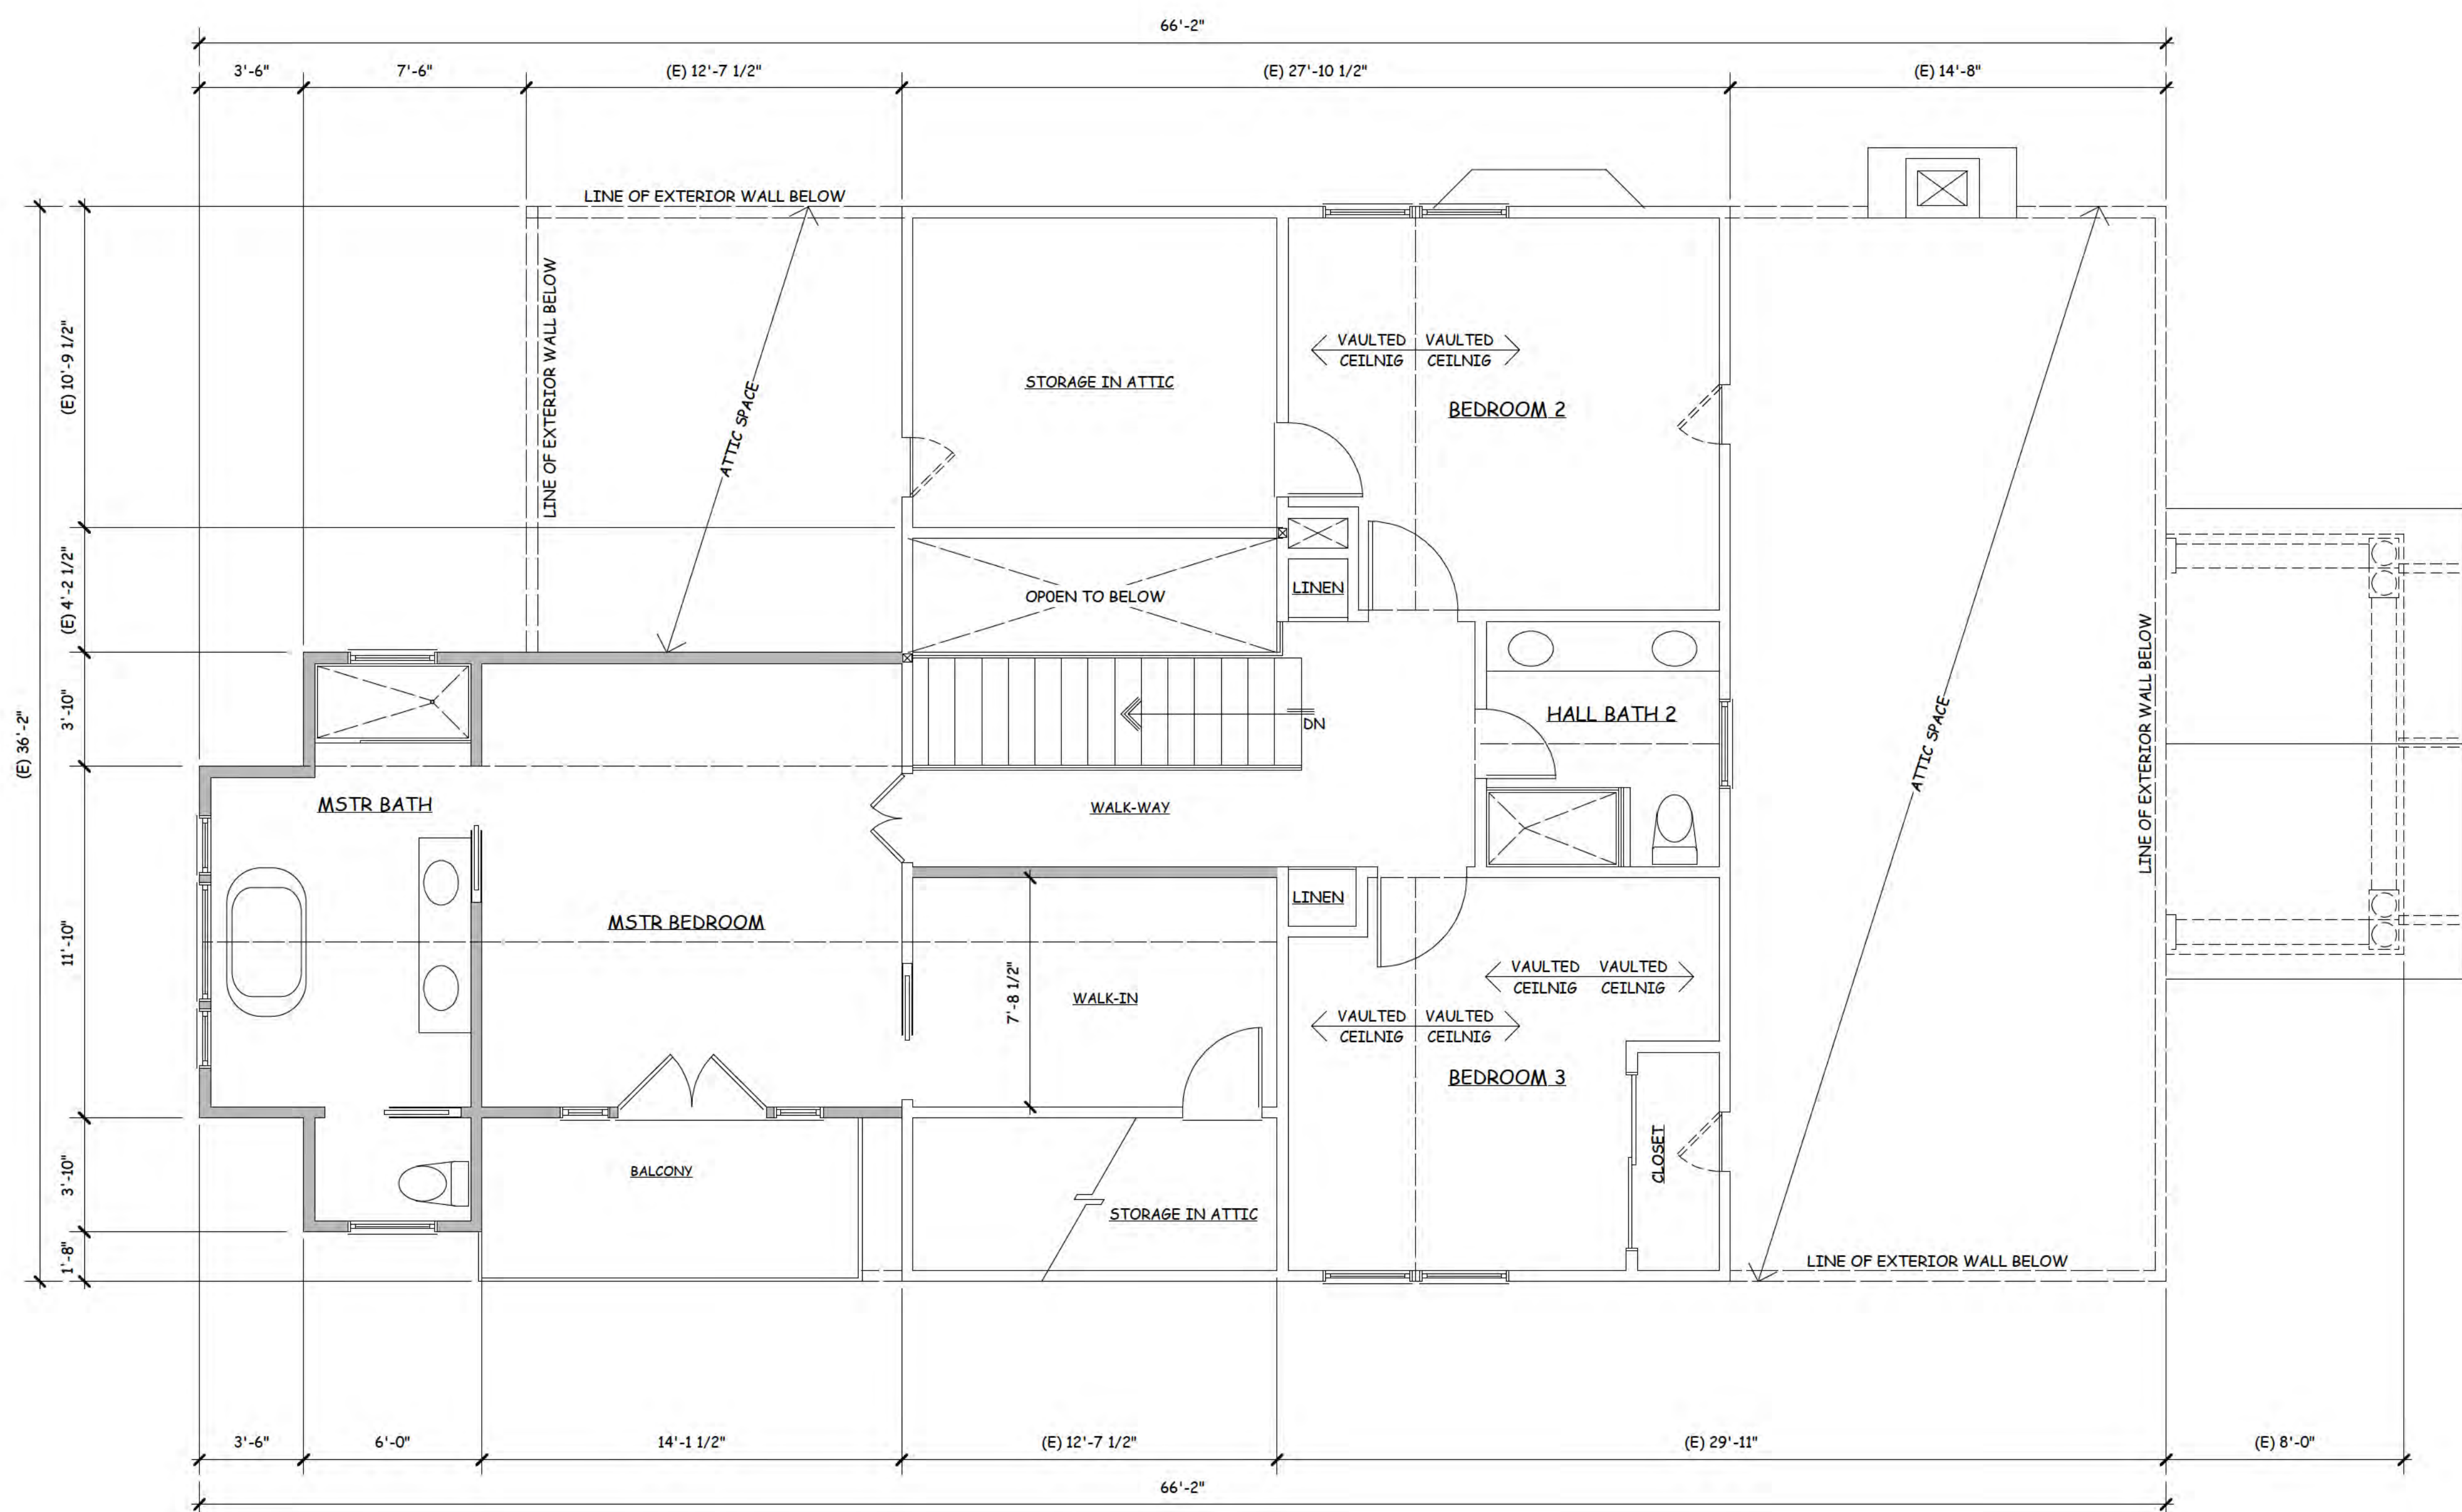 66'-2"
3'-6"
7'-6"
(E) 12'-7 1/2"
(E) 27'-10 1/2"
(E) 14'-8"
LINE OF EXTERIOR WALL BELOW
LINE OF EXTERIOR WALL BELOW
ATTIC SPACE
(E) 10'-9 1/2"
(E) 4'-2 1/2"
3'-10"
(E) 36'-2"
11'-10"
3'-10"
1'-8"
STORAGE IN ATTIC
VAULTED
CEILNIG
VAULTED
CEILNIG
BEDROOM 2
OPOEN TO BELOW
LINEN
DN
HALL BATH 2
ATTIC SPACE
LINE OF EXTERIOR WALL BELOW
MSTR BATH
WALK-WAY
MSTR BEDROOM
LINEN
7'-8 1/2"
WALK-IN
VAULTED
CEILNIG
VAULTED
CEILNIG
VAULTED
CEILNIG
VAULTED
CEILNIG
BEDROOM 3
CLOSET
BALCONY
STORAGE IN ATTIC
LINE OF EXTERIOR WALL BELOW
3'-6"
6'-0"
14'-1 1/2"
(E) 12'-7 1/2"
(E) 29'-11"
(E) 8'-0"
66'-2"